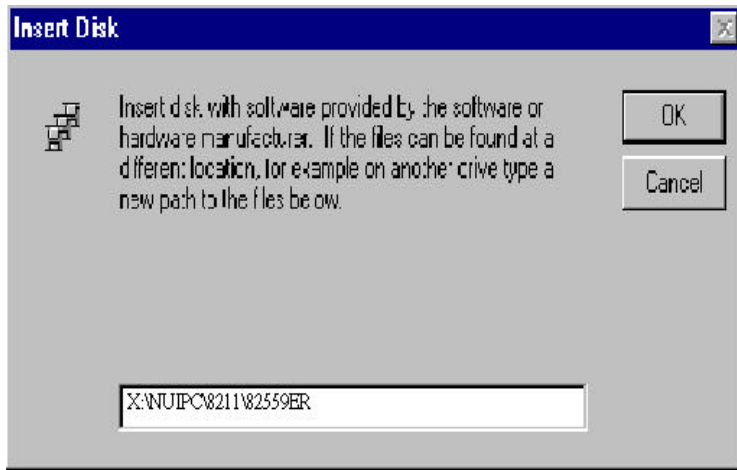 Insert Disk
Insert disk with software provided by the software or
hardware manufacturer. If the files can be found at a
different location, for example on another drive type a
new path to the files below.
OK
Cancel
X:\NUIPC\8211\82559ER